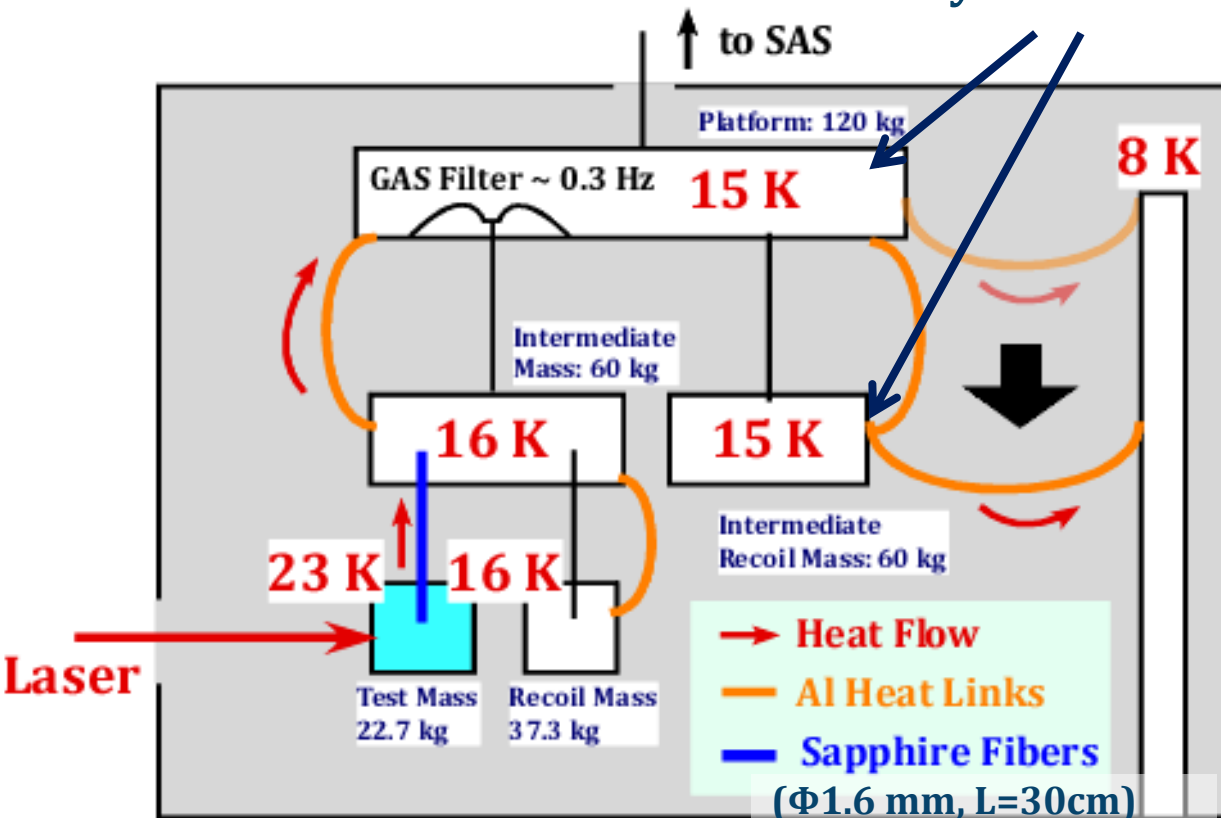 to SAS
Platform: 120 kg
8 K
GAS Filter ~ 0.3 Hz
15 K
Intermediate
Mass: 60 kg
16 K
15 K
Intermediate
Recoil Mass: 60 kg
23 K
16 K
Laser
Test Mass
22.7 kg
Recoil Mass
37.3 kg
Heat Flow
Al Heat Links
Sapphire Fibers
(Φ1.6 mm, L=30cm)